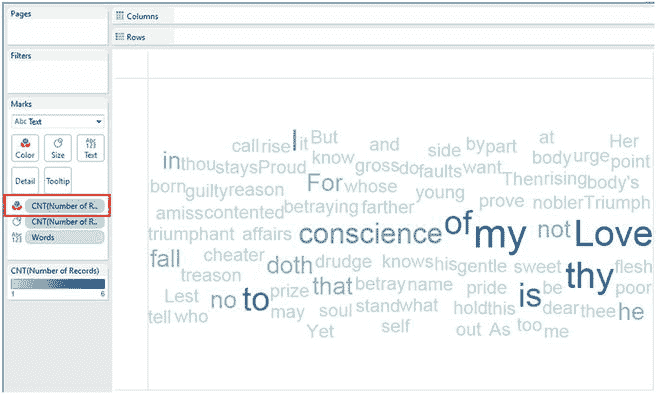 Pages
Columns
Rows
Filters
Marks
Abc Text
Color Size Abc 123 Text
Detail Tooltip
CNT(Number of R..
CNT(Number of R..
Abc 123 Words
CNT(Number of Records)
1 6
call rise I it But and side by part at Her
in thou stays Proud know gross do faults want body urge point
Then rising
born guilty reason For whose young body's
amiss contented betraying farther prove nobler Triumph
triumphant affairs conscience of my not Love
fall cheater doth drudge knows his gentle sweet thy flesh
treason that betray name pride is be poor
Lest no to prize
tell who may soul stand what hold this dear thee he
Yet self out As too me